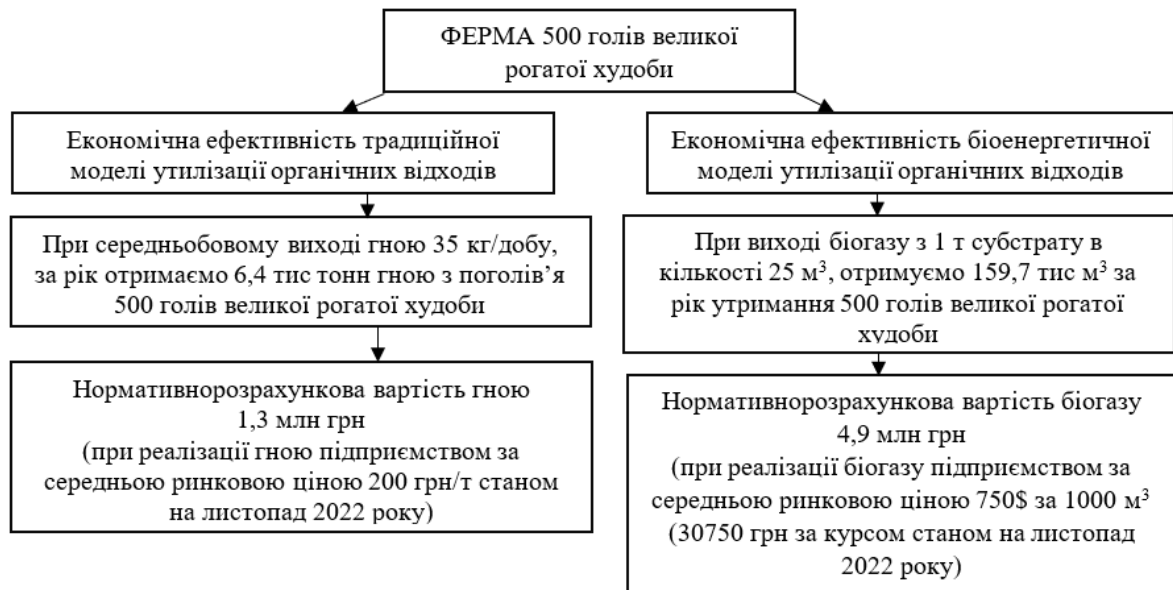 ФЕРМА 500 голів великої
рогатої худоби
Економічна ефективність традиційної
моделі утилізації органічних відходів
Економічна ефективність біоенергетичної
моделі утилізації органічних відходів
При середньобовому виході гною 35 кг/добу,
за рік отримаємо 6,4 тис тонн гною з поголів’я
500 голів великої рогатої худоби
При виході біогазу з 1 т субстрату в
кількості 25 м³, отримуємо 159,7 тис м³ за
рік утримання 500 голів великої рогатої
худоби
Нормативнорозрахункова вартість гною
1,3 млн грн
(при реалізації гною підприємством за
середньою ринковою ціною 200 грн/т станом
на листопад 2022 року)
Нормативнорозрахункова вартість біогазу
4,9 млн грн
(при реалізації біогазу підприємством за
середньою ринковою ціною 750$ за 1000 м³
(30750 грн за курсом станом на листопад
2022 року)